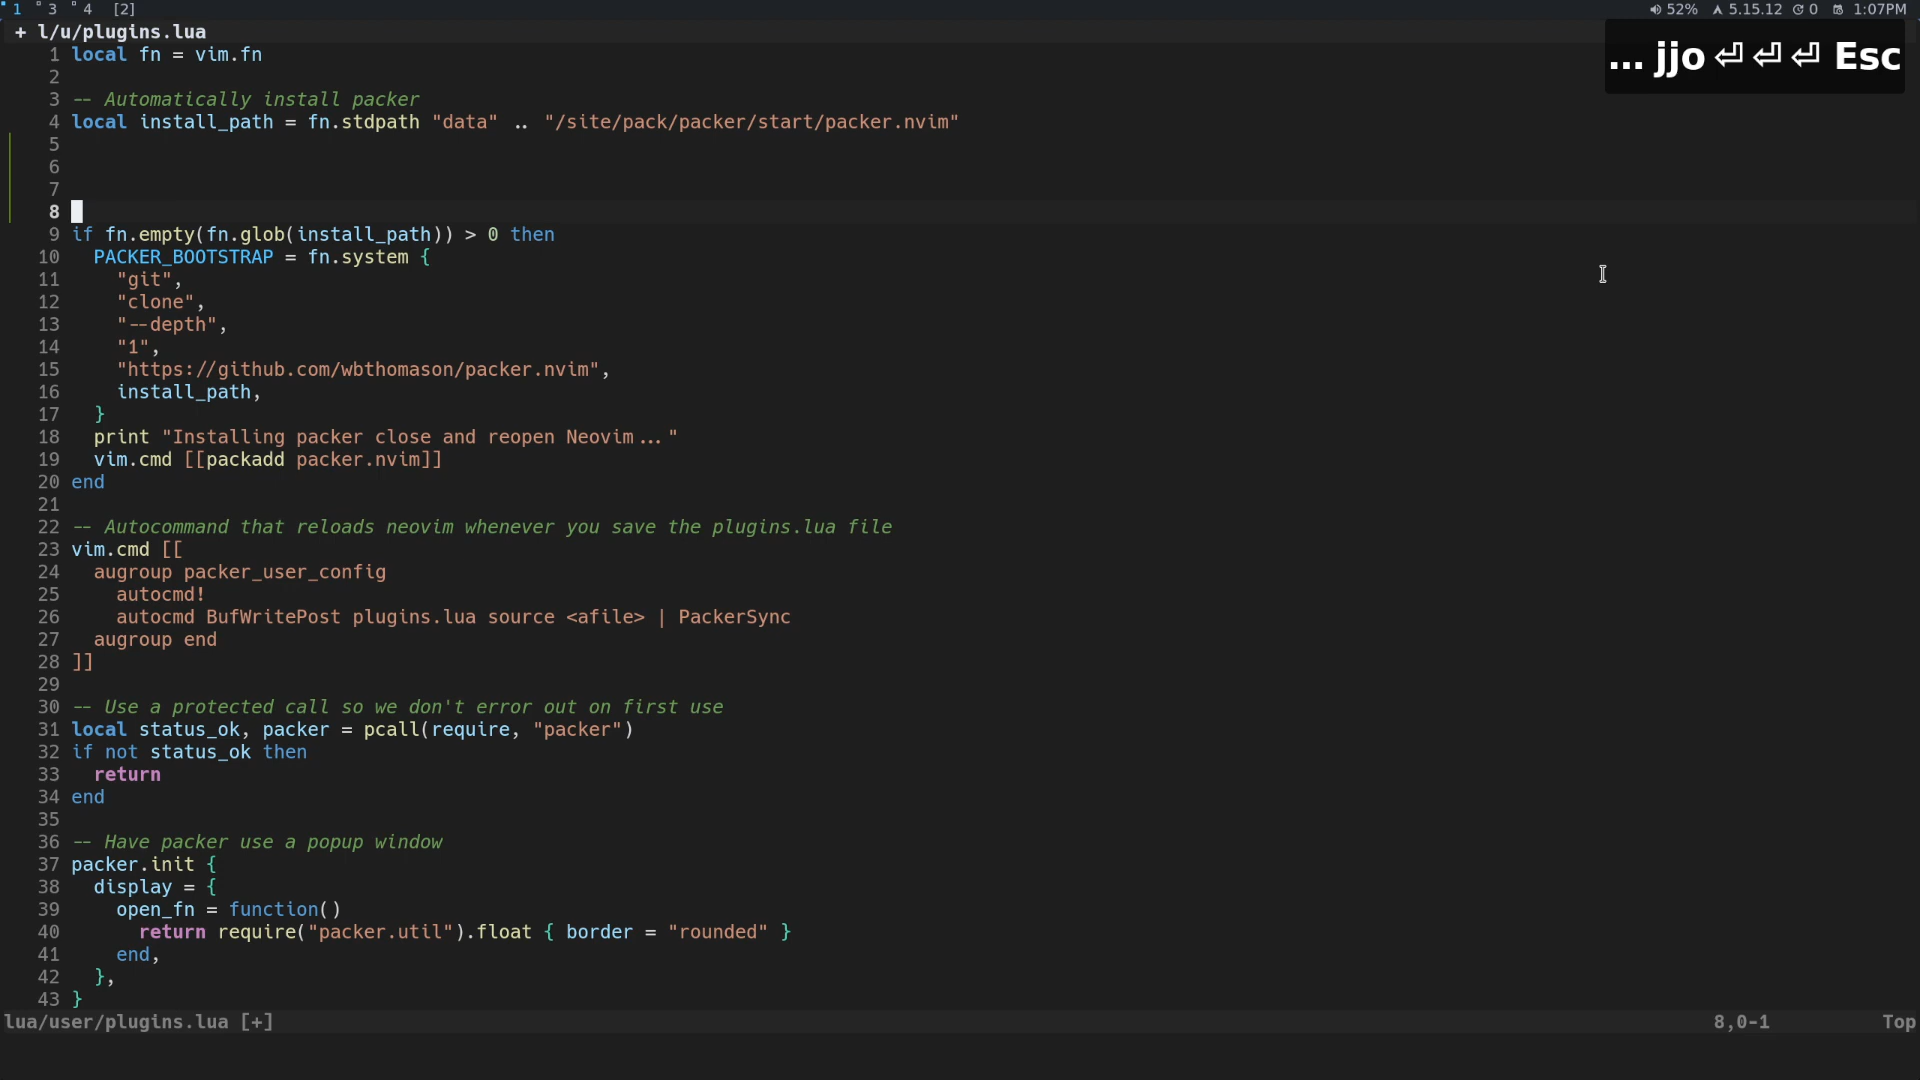 1 3 4 [2] 52% 5.15.12 0 1:07PM
+ l/u/plugins.lua
... jjo ⏎ ⏎ ⏎ Esc
1 local fn = vim.fn
2
3 -- Automatically install packer
4 local install_path = fn.stdpath "data" .. "/site/pack/packer/start/packer.nvim"
5
6
7
8
9 if fn.empty(fn.glob(install_path)) > 0 then
10 PACKER_BOOTSTRAP = fn.system {
11 "git",
12 "clone",
13 "--depth",
14 "1",
15 "https://github.com/wbthomason/packer.nvim",
16 install_path,
17 }
18 print "Installing packer close and reopen Neovim..."
19 vim.cmd [[packadd packer.nvim]]
20 end
21
22 -- Autocommand that reloads neovim whenever you save the plugins.lua file
23 vim.cmd [[
24 augroup packer_user_config
25 autocmd!
26 autocmd BufWritePost plugins.lua source <afile> | PackerSync
27 augroup end
28 ]]
29
30 -- Use a protected call so we don't error out on first use
31 local status_ok, packer = pcall(require, "packer")
32 if not status_ok then
33 return
34 end
35
36 -- Have packer use a popup window
37 packer.init {
38 display = {
39 open_fn = function()
40 return require("packer.util").float { border = "rounded" }
41 end,
42 },
43 }
lua/user/plugins.lua [+] 8,0-1 Top